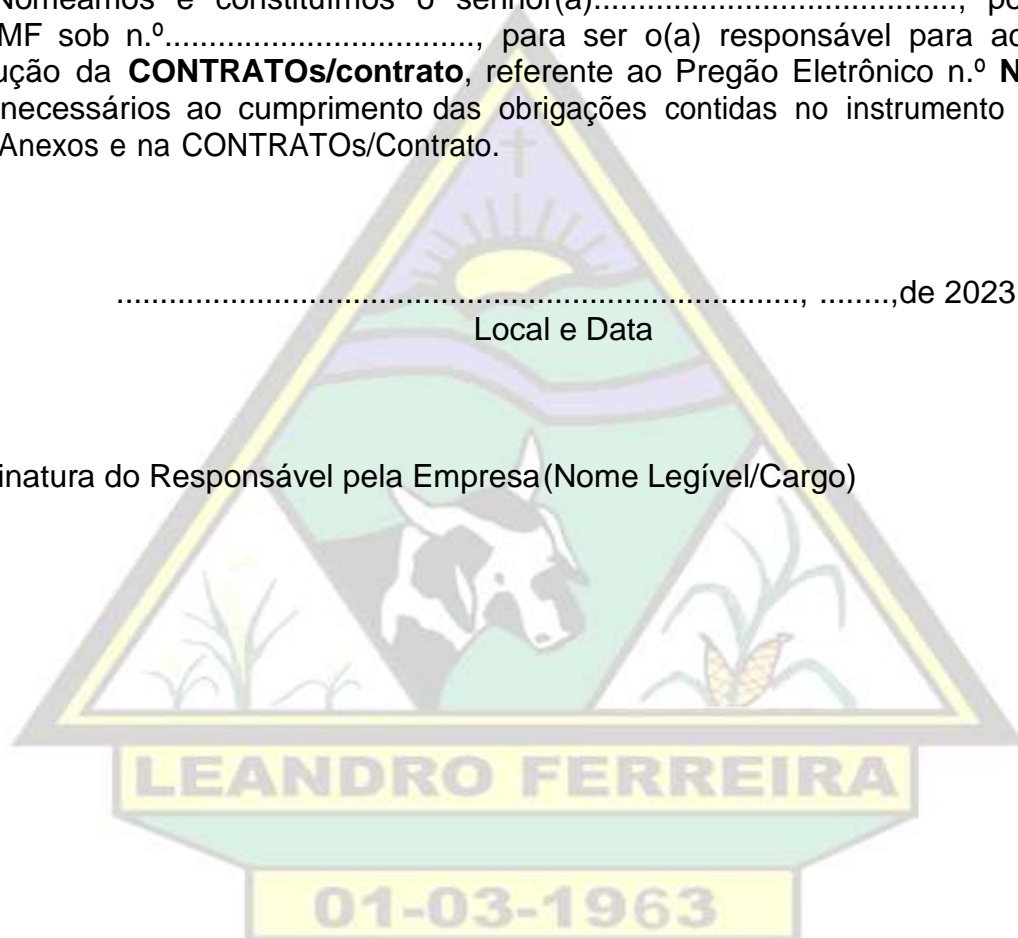 Nomeamos e constituímos o senhor(a)................................., po
MF sob n.º.................................., para ser o(a) responsável para ac
ução da CONTRATOs/contrato, referente ao Pregão Eletrônico n.º N
necessários ao cumprimento das obrigações contidas no instrumento
Anexos e na CONTRATOs/Contrato.
............................................................................, ........,de 2023
Local e Data
inatura do Responsável pela Empresa(Nome Legível/Cargo)
LEANDRO FERREIRA
01-03-1963